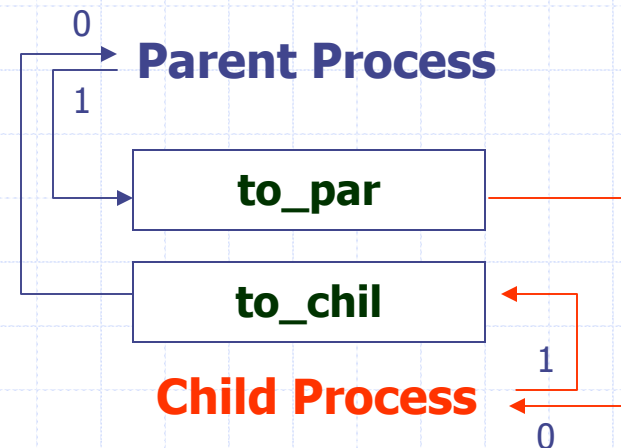 0
Parent Process
1
to_par
to_chil
1
Child Process
0